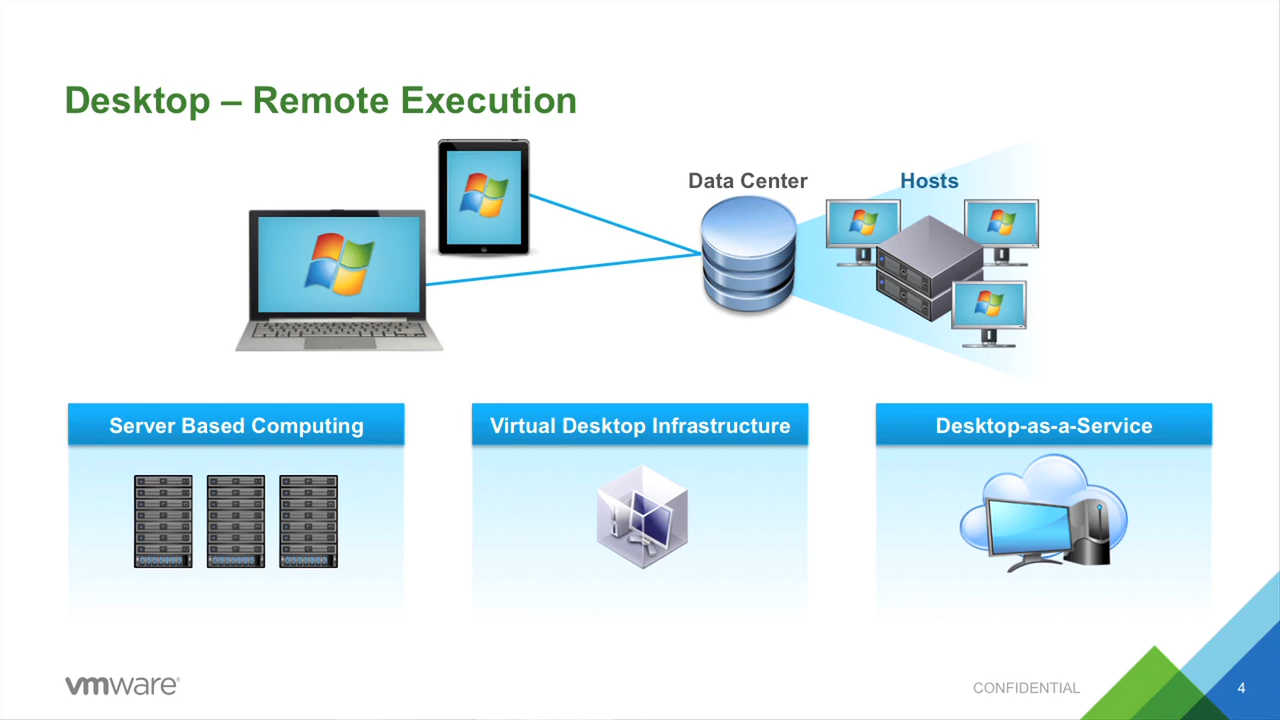 Desktop – Remote Execution
Data Center
Hosts
Server Based Computing
Virtual Desktop Infrastructure
Desktop-as-a-Service
vmware®
CONFIDENTIAL
4